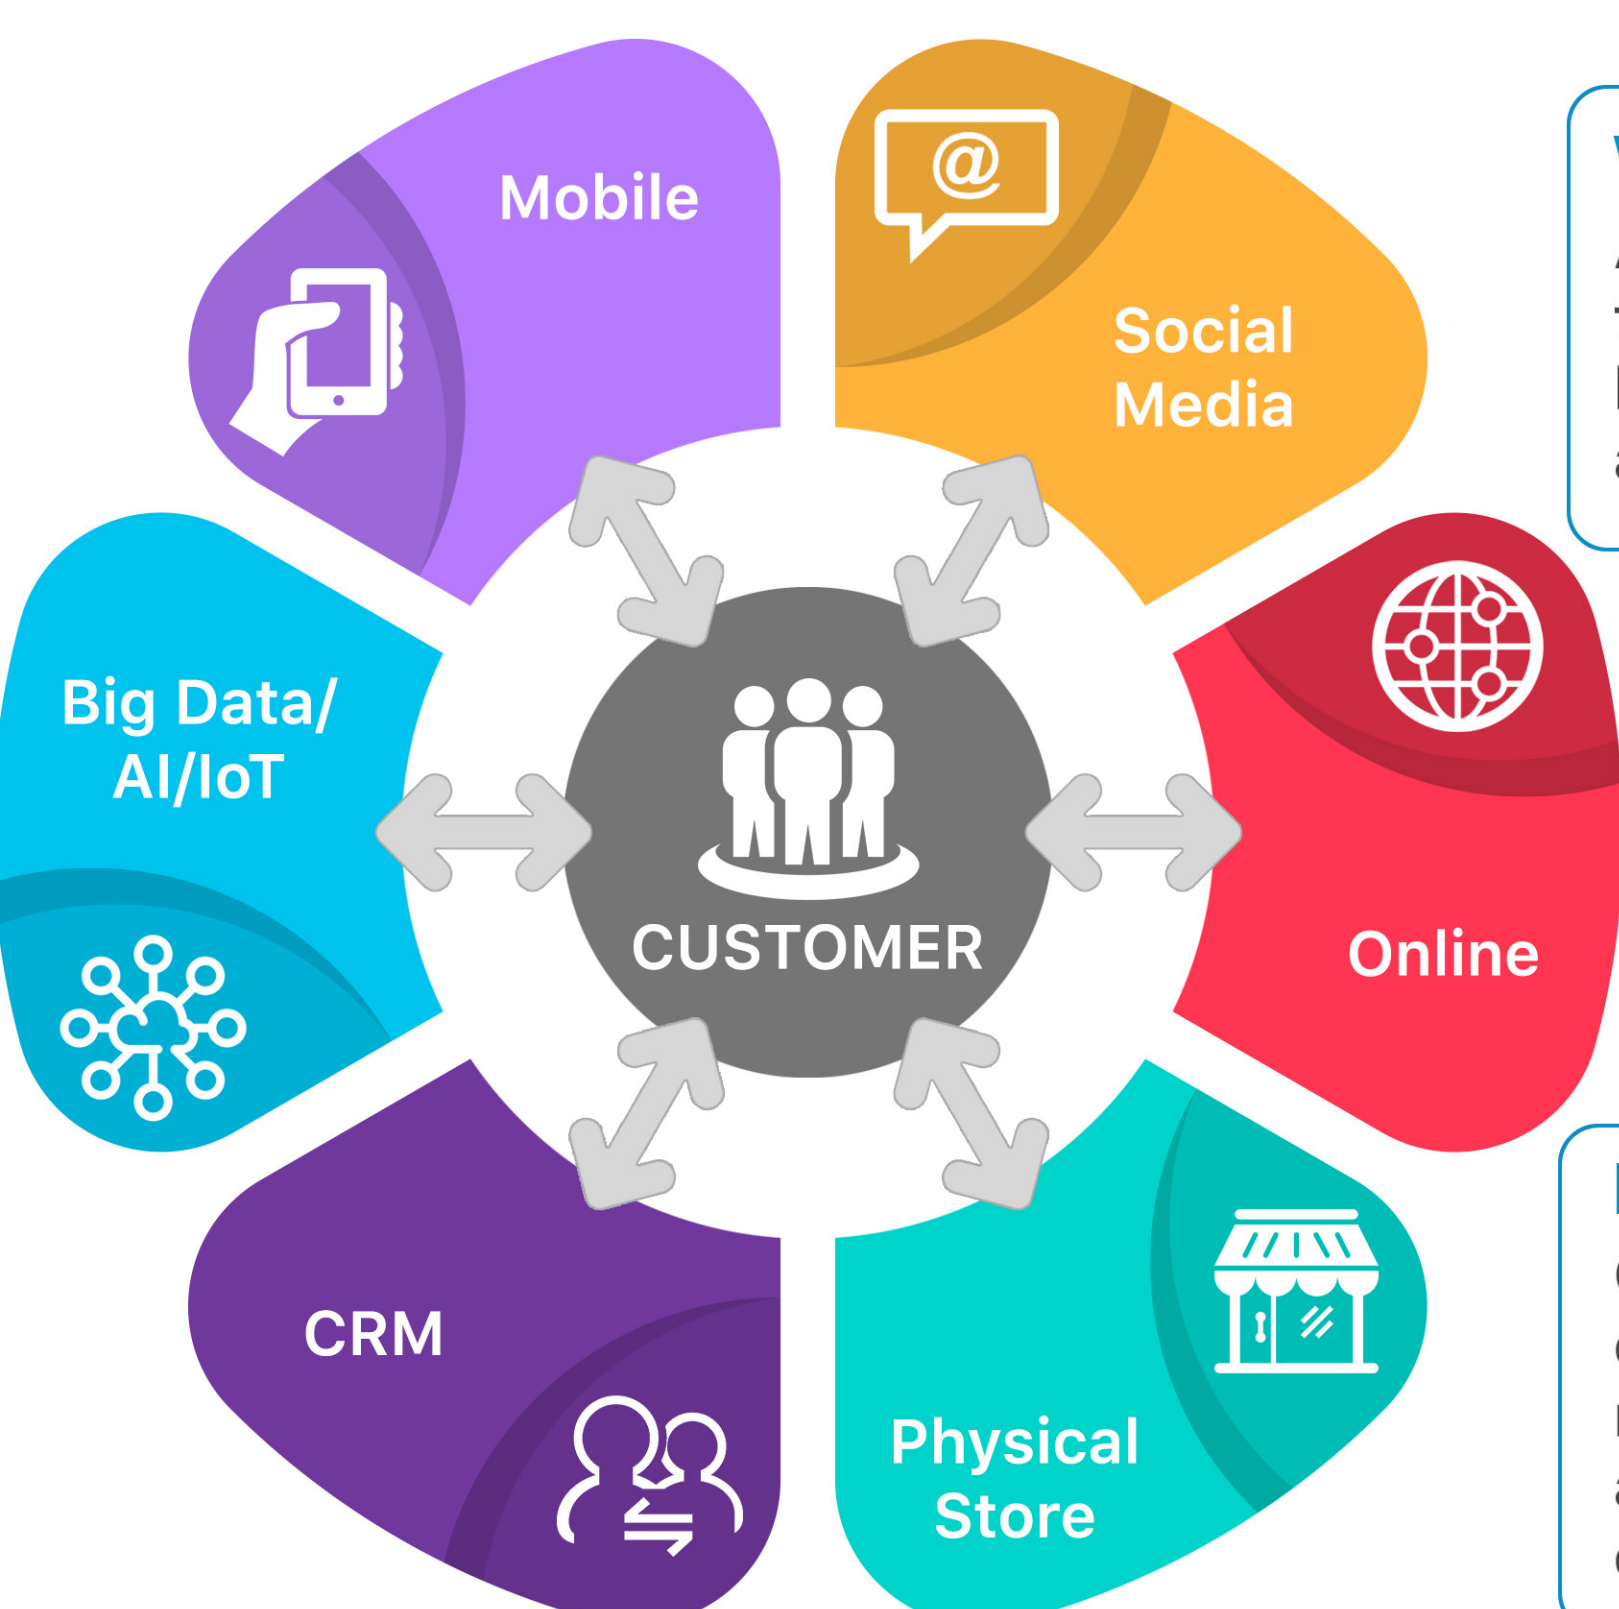 Mobile
@
Social
Media
Big Data/
AI/IoT
CUSTOMER
Online
CRM
Physical
Store